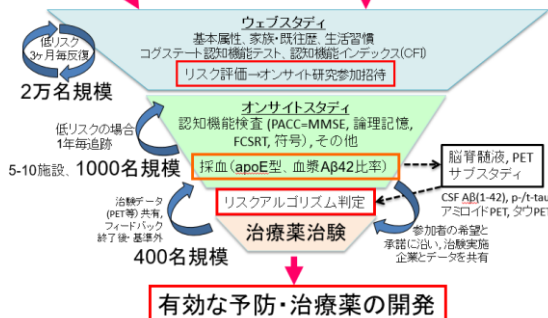 ウェブスタディ
基本属性、家族・既往歴、生活習慣
コグステート認知機能テスト、認知機能インデックス(CFI)
リスク評価→オンサイト研究参加招待
低リスク
3ヶ月毎反復
2万名規模
オンサイトスタディ
認知機能検査 (PACC=MMSE, 論理記憶,
FCSRT, 符号), その他
採血(apoE型、血漿Aβ42比率)
低リスクの場合
1年毎追跡
5-10施設、1000名規模
脳脊髄液、PET
サブスタディ
CSF Aβ(1-42), p-/t-tau
アミロイドPET, タウPET
リスクアルゴリズム判定
治療薬治験
治験データ
(PET等)共有,
フィードバック
終了後・基準外
400名規模
参加者の希望と
承諾に沿い、治験実施
企業とデータを共有
有効な予防・治療薬の開発